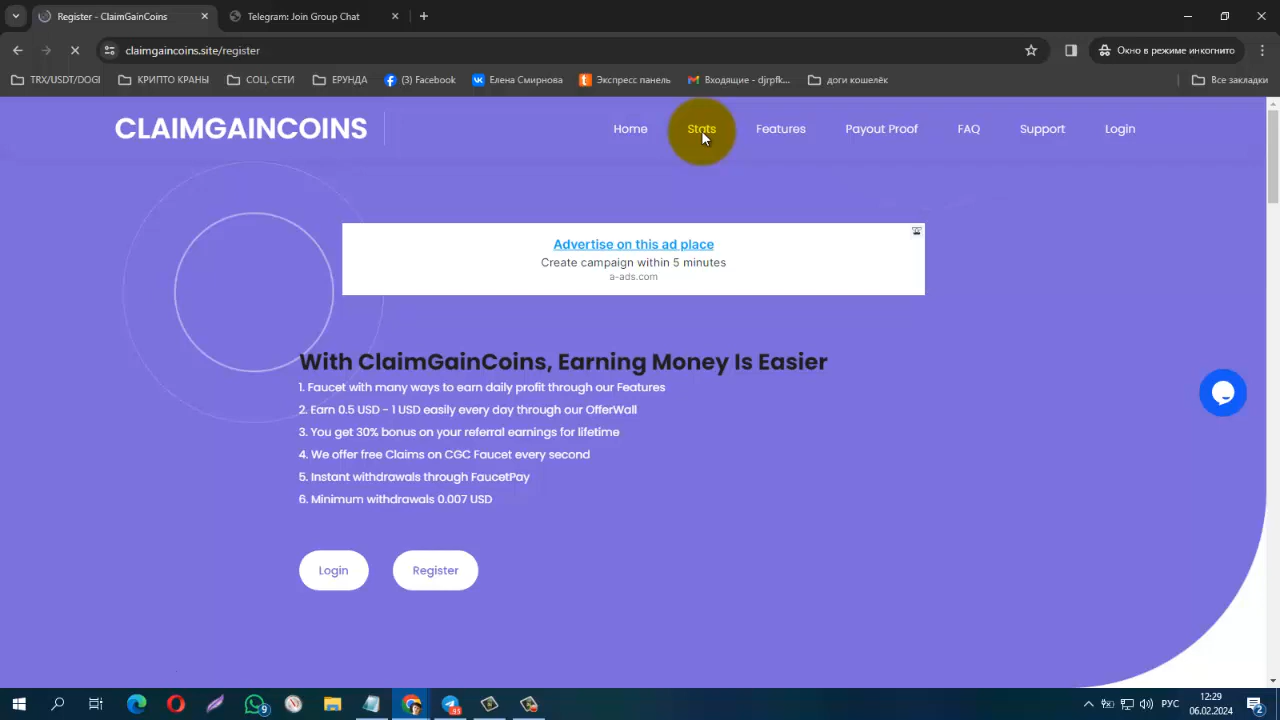 Register - ClaimGainCoins
Telegram: Join Group Chat
claimgaincoins.site/register
Окно в режиме инкогнито
TRX/USDT/DOGI
КРИПТО КРАНЫ
СОЦ. СЕТИ
ЕРУНДА
(3) Facebook
Елена Смирнова
Экспресс панель
Входящие - djrpfk...
доги кошелёк
Все закладки
CLAIMGAINCOINS
Home
Stats
Features
Payout Proof
FAQ
Support
Login
Advertise on this ad place
Create campaign within 5 minutes
a-ads.com
With ClaimGainCoins, Earning Money Is Easier
1. Faucet with many ways to earn daily profit through our Features
2. Earn 0.5 USD - 1 USD easily every day through our OfferWall
3. You get 30% bonus on your referral earnings for lifetime
4. We offer free Claims on CGC Faucet every second
5. Instant withdrawals through FaucetPay
6. Minimum withdrawals 0.007 USD
Login
Register
РУС
12:29
06.02.2024